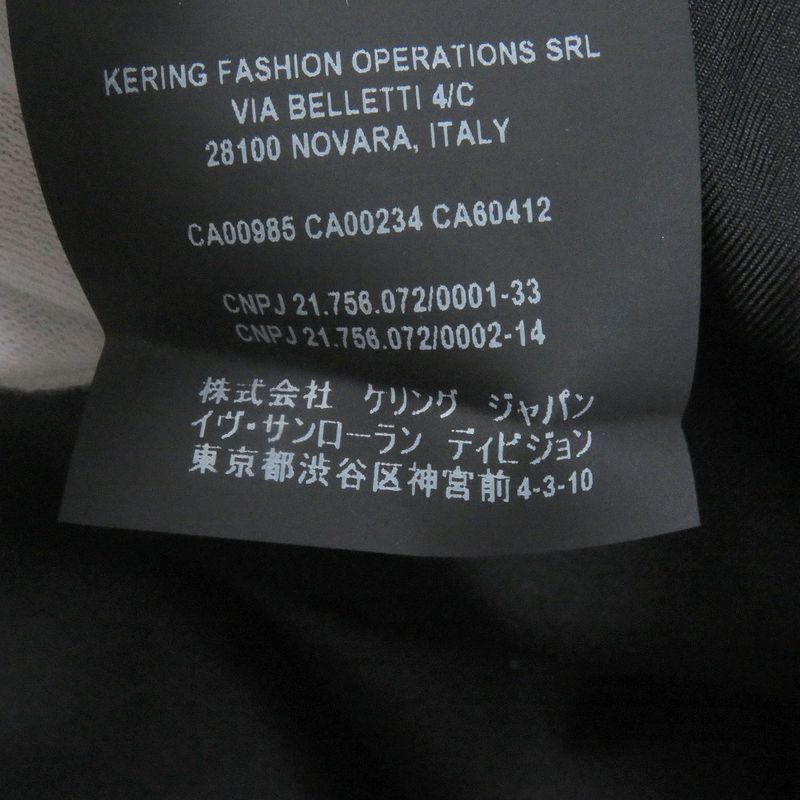 KERING FASHION OPERATIONS SRL
VIA BELLETTI 4/C
28100 NOVARA, ITALY
CA00985 CA00234 CA60412
CNPJ 21.756.072/0001-33
CNPJ 21.756.072/0002-14
株式会社 ケリング ジャパン
イヴ・サンローラン ディビジョン
東京都渋谷区神宮前4-3-10